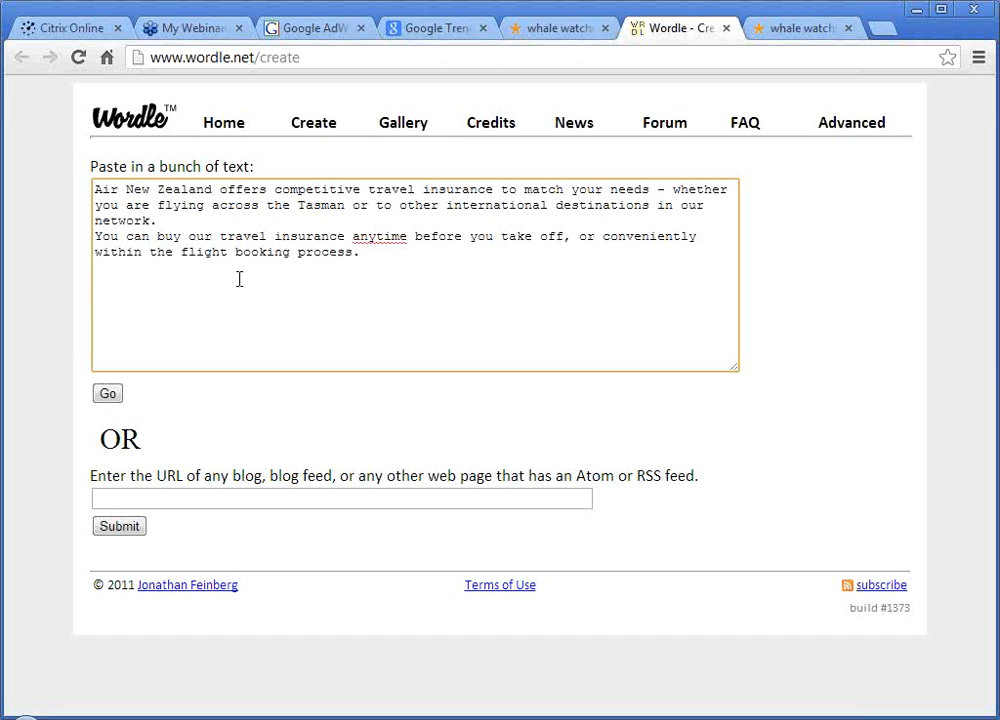 Citrix Online
My Webina
Google AdW
Google Tren
whale watch
Wordle - Cre
whale watch
www.wordle.net/create
Wordle™ Home Create Gallery Credits News Forum FAQ Advanced
Paste in a bunch of text:
Air New Zealand offers competitive travel insurance to match your needs - whether
you are flying across the Tasman or to other international destinations in our
network.
You can buy our travel insurance anytime before you take off, or conveniently
within the flight booking process.
Go
OR
Enter the URL of any blog, blog feed, or any other web page that has an Atom or RSS feed.
Submit
© 2011 Jonathan Feinberg Terms of Use subscribe
build #1373